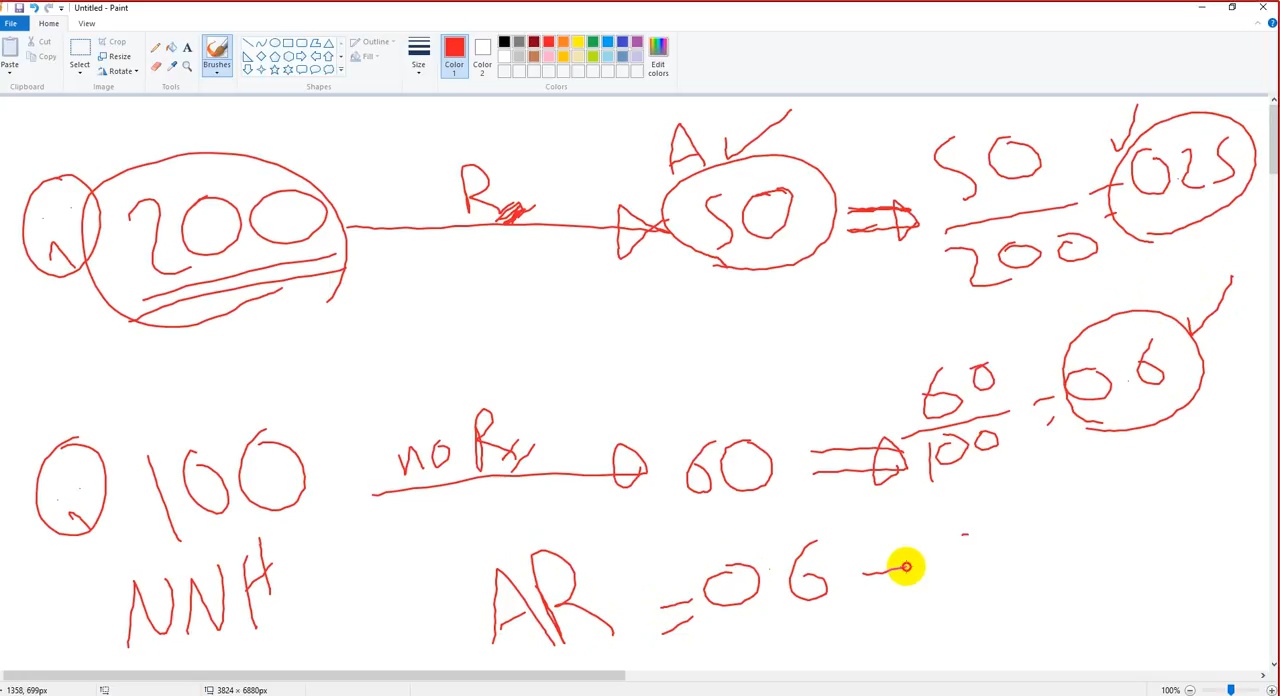 Untitled - Paint
File Home View
Paste Cut Copy Select Crop Resize Rotate A Brushes Outline Fill Size Color 1 Color 2 Edit colors
Clipboard Image Tools Shapes Colors
200 R 50 50/200 = 0.25
A
100 no Rx 60 60/100 = 0.6
NNH AR = 0.6 -
1358, 699px 3824 × 6880px 100%